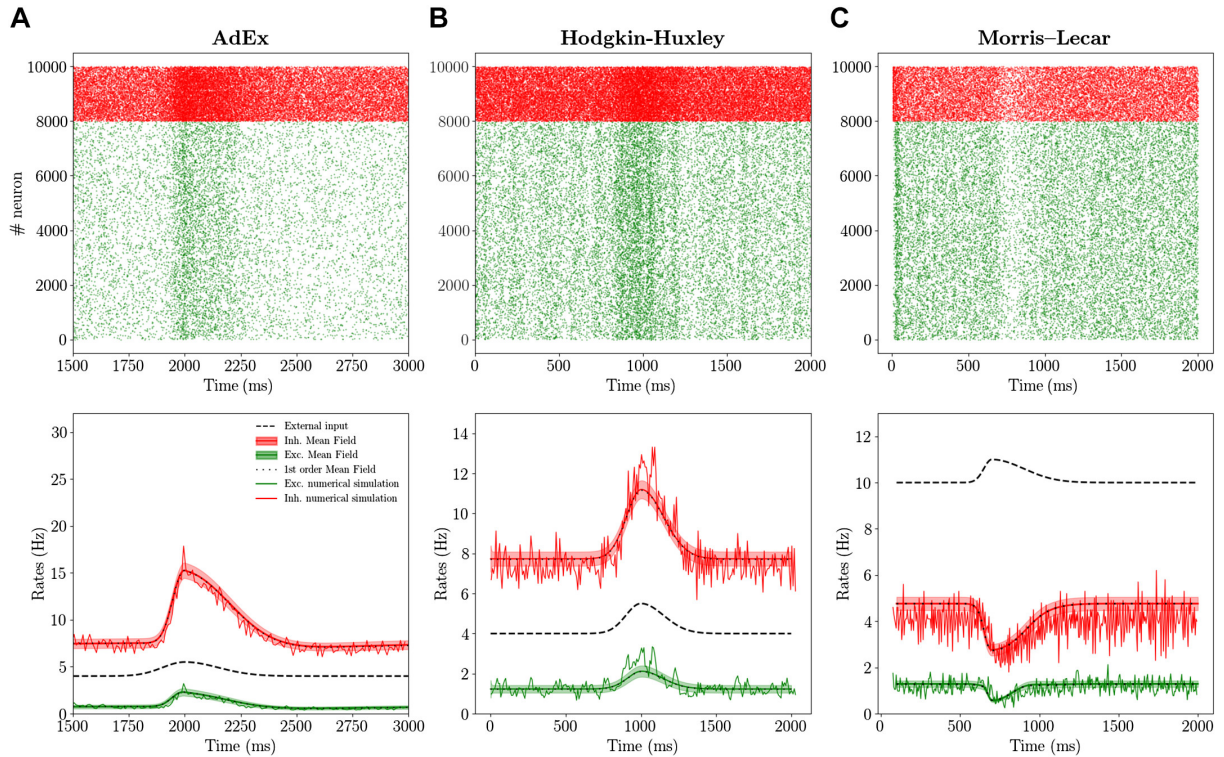 A
B
C
AdEx
Hodgkin-Huxley
Morris–Lecar
# neuron
10000
8000
6000
4000
2000
0
1500 2000 2250 2500 2750 3000
Time (ms)
10000
8000
6000
4000
2000
0
0 500 1000 1500 2000
Time (ms)
10000
8000
6000
4000
2000
0
0 500 1000 1500 2000
Time (ms)
Rates (Hz)
30
25
20
15
10
5
0
External input
Inh. Mean Field
Exc. Mean Field
1st order Mean Field
Exc. numerical simulation
Inh. numerical simulation
1500 1750 2000 2250 2500 2750 3000
Time (ms)
Rates (Hz)
14
12
10
8
6
4
2
0
0 500 1000 1500 2000
Time (ms)
Rates (Hz)
12
10
8
6
4
2
0
0 500 1000 1500 2000
Time (ms)